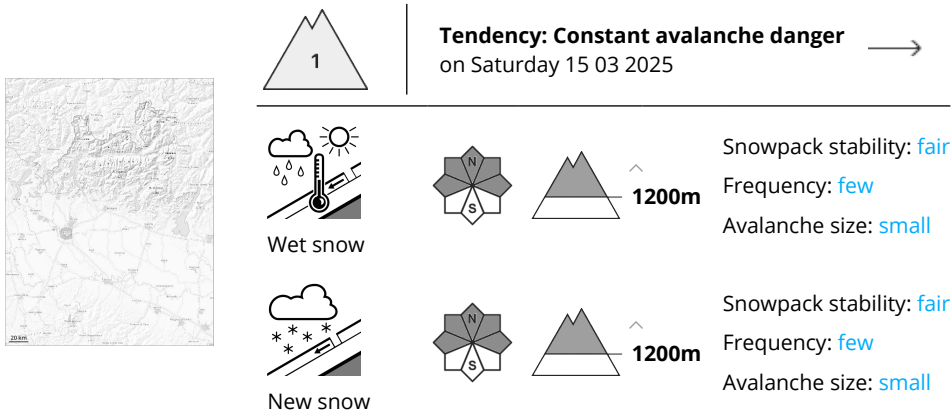 1
Tendency: Constant avalanche danger
on Saturday 15 03 2025
20 km
N
S
1200m
Snowpack stability: fair
Frequency: few
Avalanche size: small
Wet snow
N
S
1200m
Snowpack stability: fair
Frequency: few
Avalanche size: small
New snow